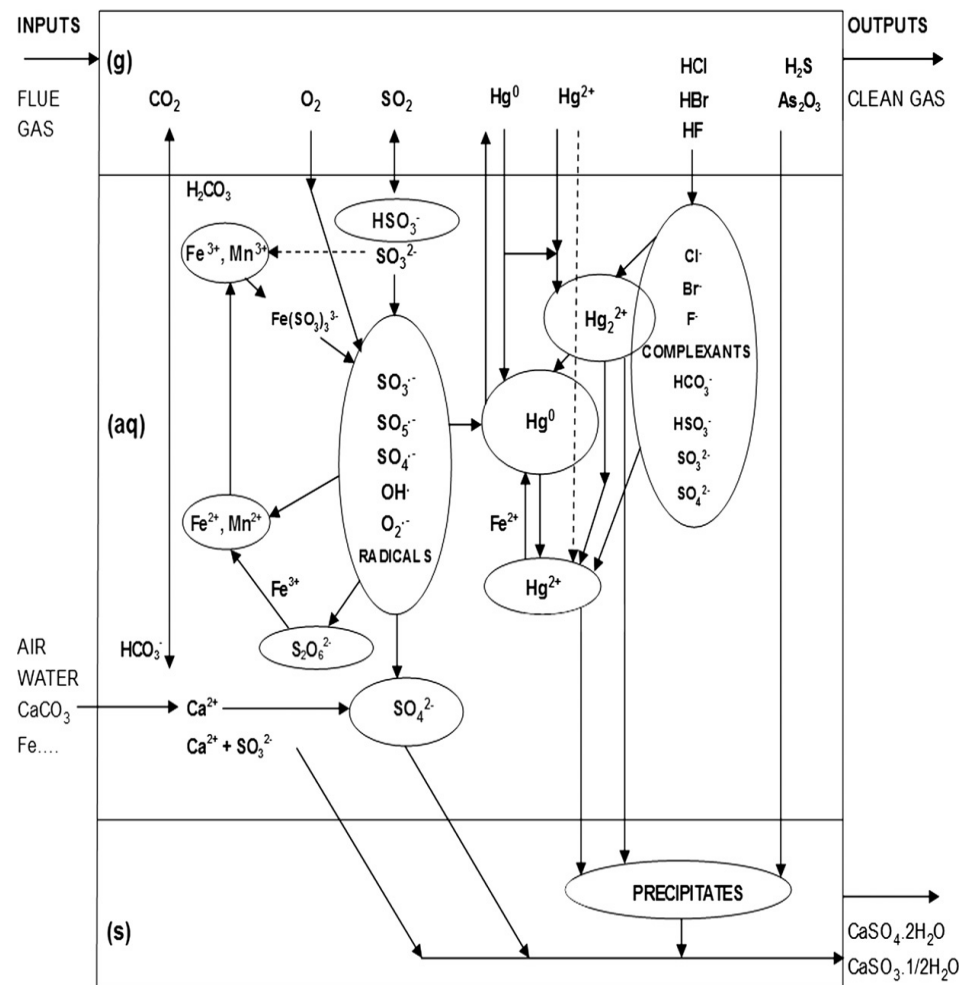 INPUTS
OUTPUTS
(g)
HCl
H₂S
FLUE
GAS
CO₂
O₂
SO₂
Hg⁰
Hg²⁺
HBr
As₂O₃
CLEAN GAS
HF
H₂CO₃
HSO₃⁻
Fe³⁺, Mn³⁺
SO₃²⁻
Cl⁻
Br⁻
Fe(SO₃)₃³⁻
Hg₂²⁺
F⁻
COMPLEXANTS
SO₃·⁻
HCO₃⁻
(aq)
SO₅·⁻
Hg⁰
HSO₃⁻
SO₄·⁻
SO₃²⁻
OH·
SO₄²⁻
Fe²⁺, Mn²⁺
O₂·⁻
Fe²⁺
RADICALS
Fe³⁺
Hg²⁺
AIR
HCO₃⁻
S₂O₆²⁻
WATER
CaCO₃
Ca²⁺
SO₄²⁻
Fe....
Ca²⁺ + SO₃²⁻
PRECIPITATES
(s)
CaSO₄.2H₂O
CaSO₃.1/2H₂O